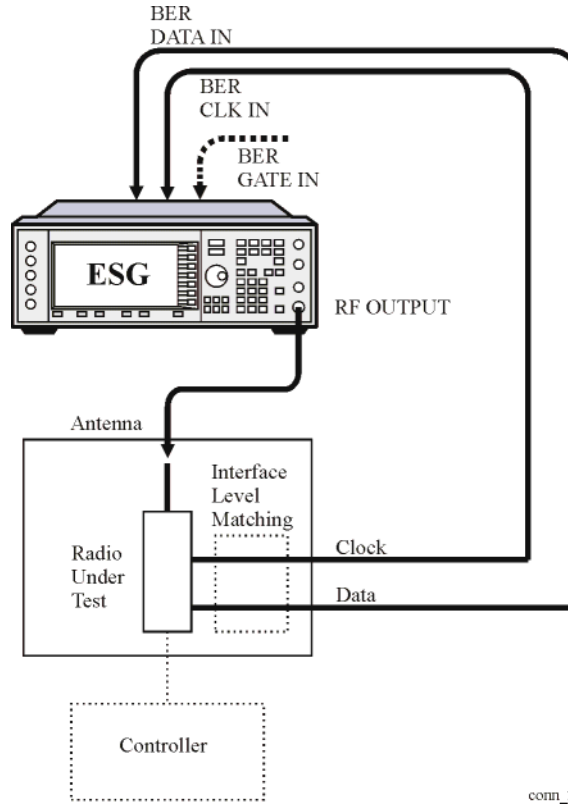 BER
DATA IN
BER
CLK IN
BER
GATE IN
ESG
RF OUTPUT
Antenna
Interface
Level
Matching
Radio
Under
Test
Clock
Data
Controller
conn_